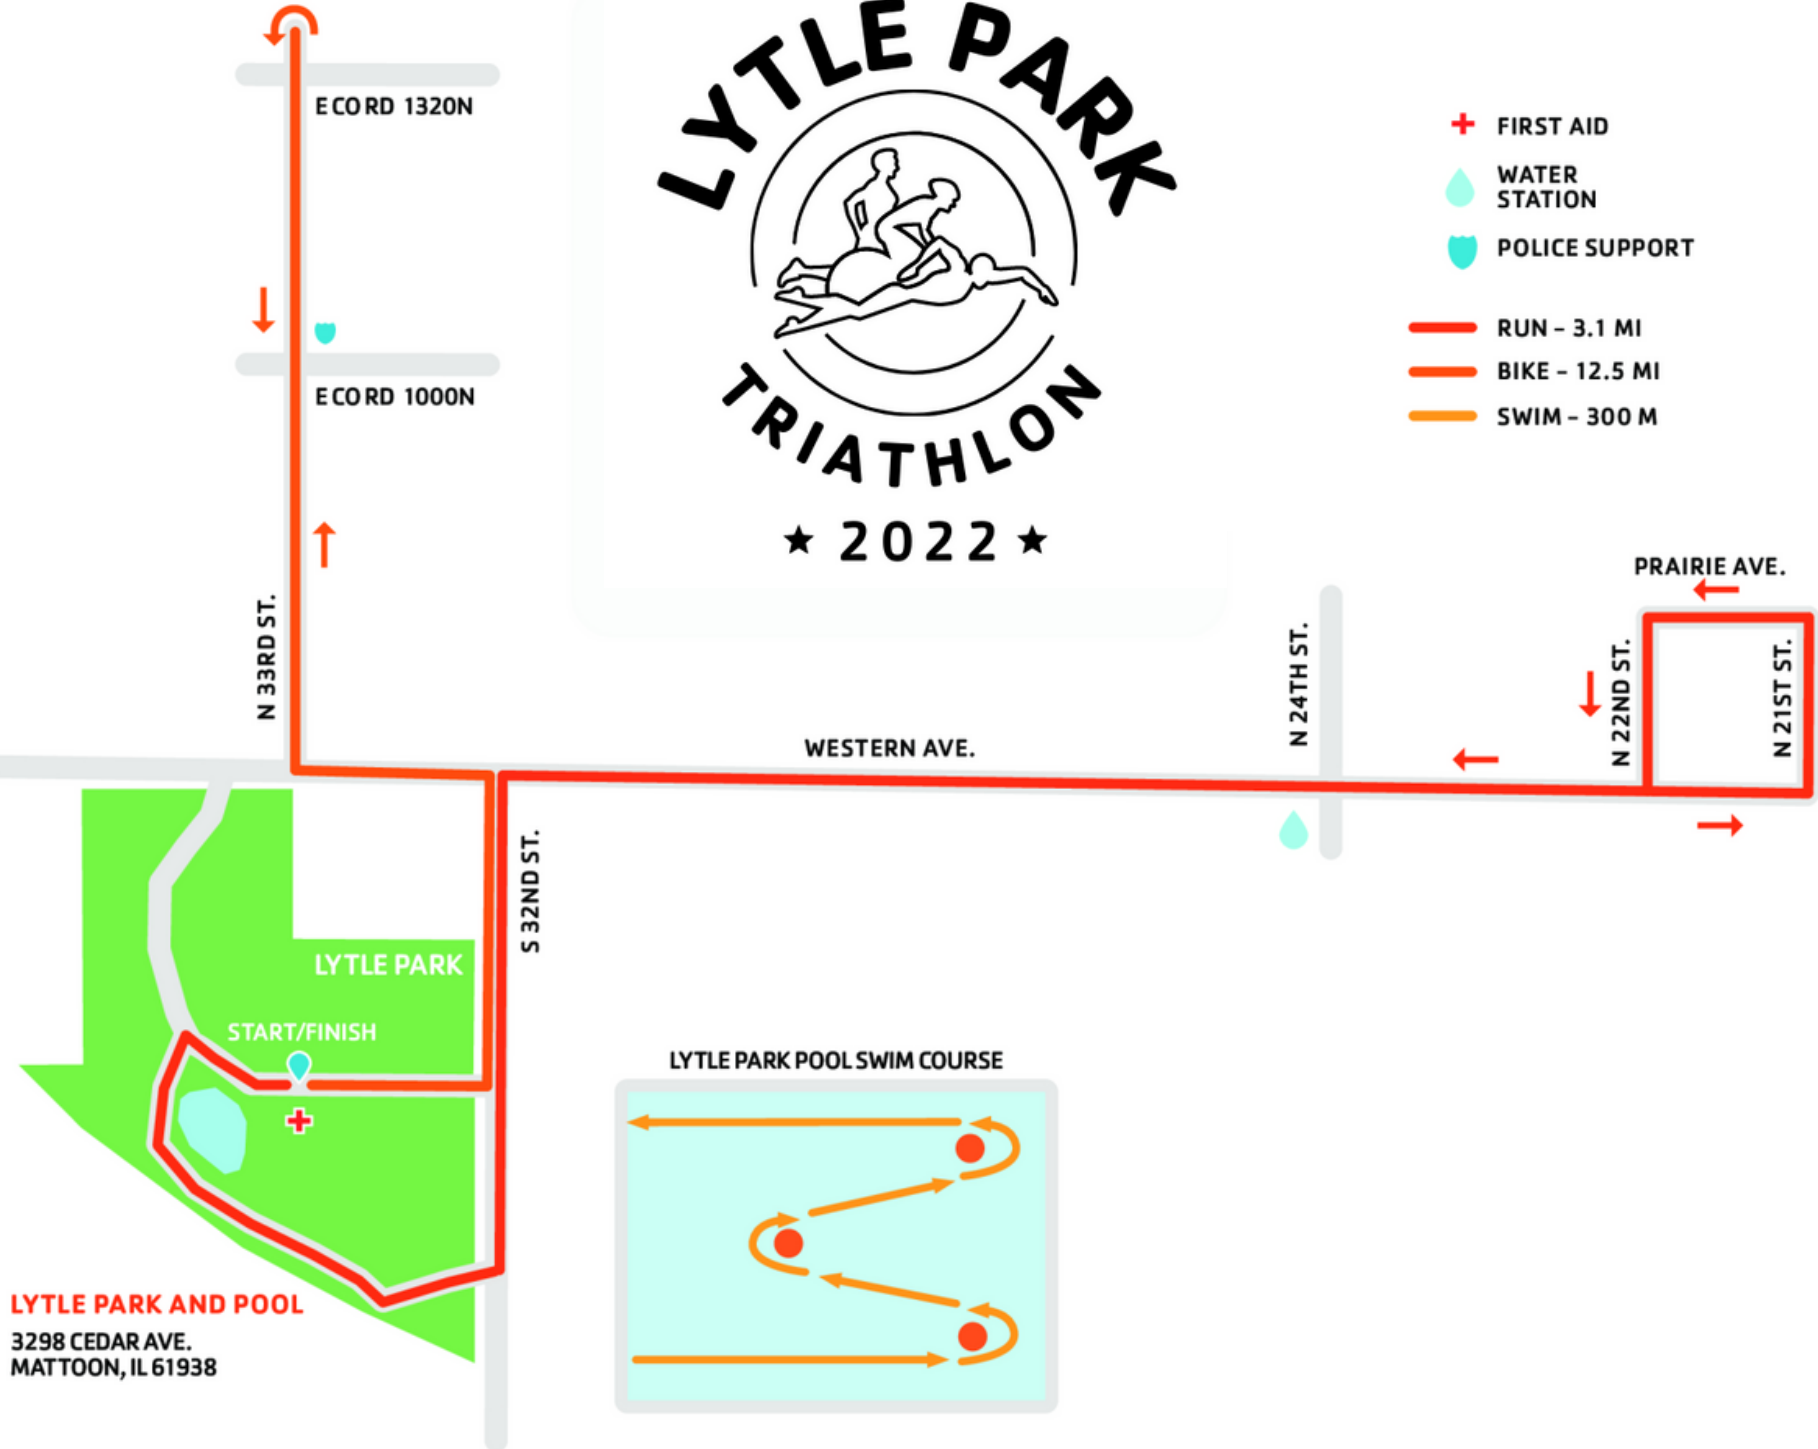 LYTLE PARK
TRIATHLON
★ 2022 ★
FIRST AID
WATER
STATION
POLICE SUPPORT
RUN – 3.1 MI
BIKE – 12.5 MI
SWIM – 300 M
E CO RD 1320N
E CO RD 1000N
N 33RD ST.
WESTERN AVE.
N 24TH ST.
PRAIRIE AVE.
N 22ND ST.
N 21ST ST.
S 32ND ST.
LYTLE PARK
START/FINISH
LYTLE PARK POOL SWIM COURSE
LYTLE PARK AND POOL
3298 CEDAR AVE.
MATTOON, IL 61938